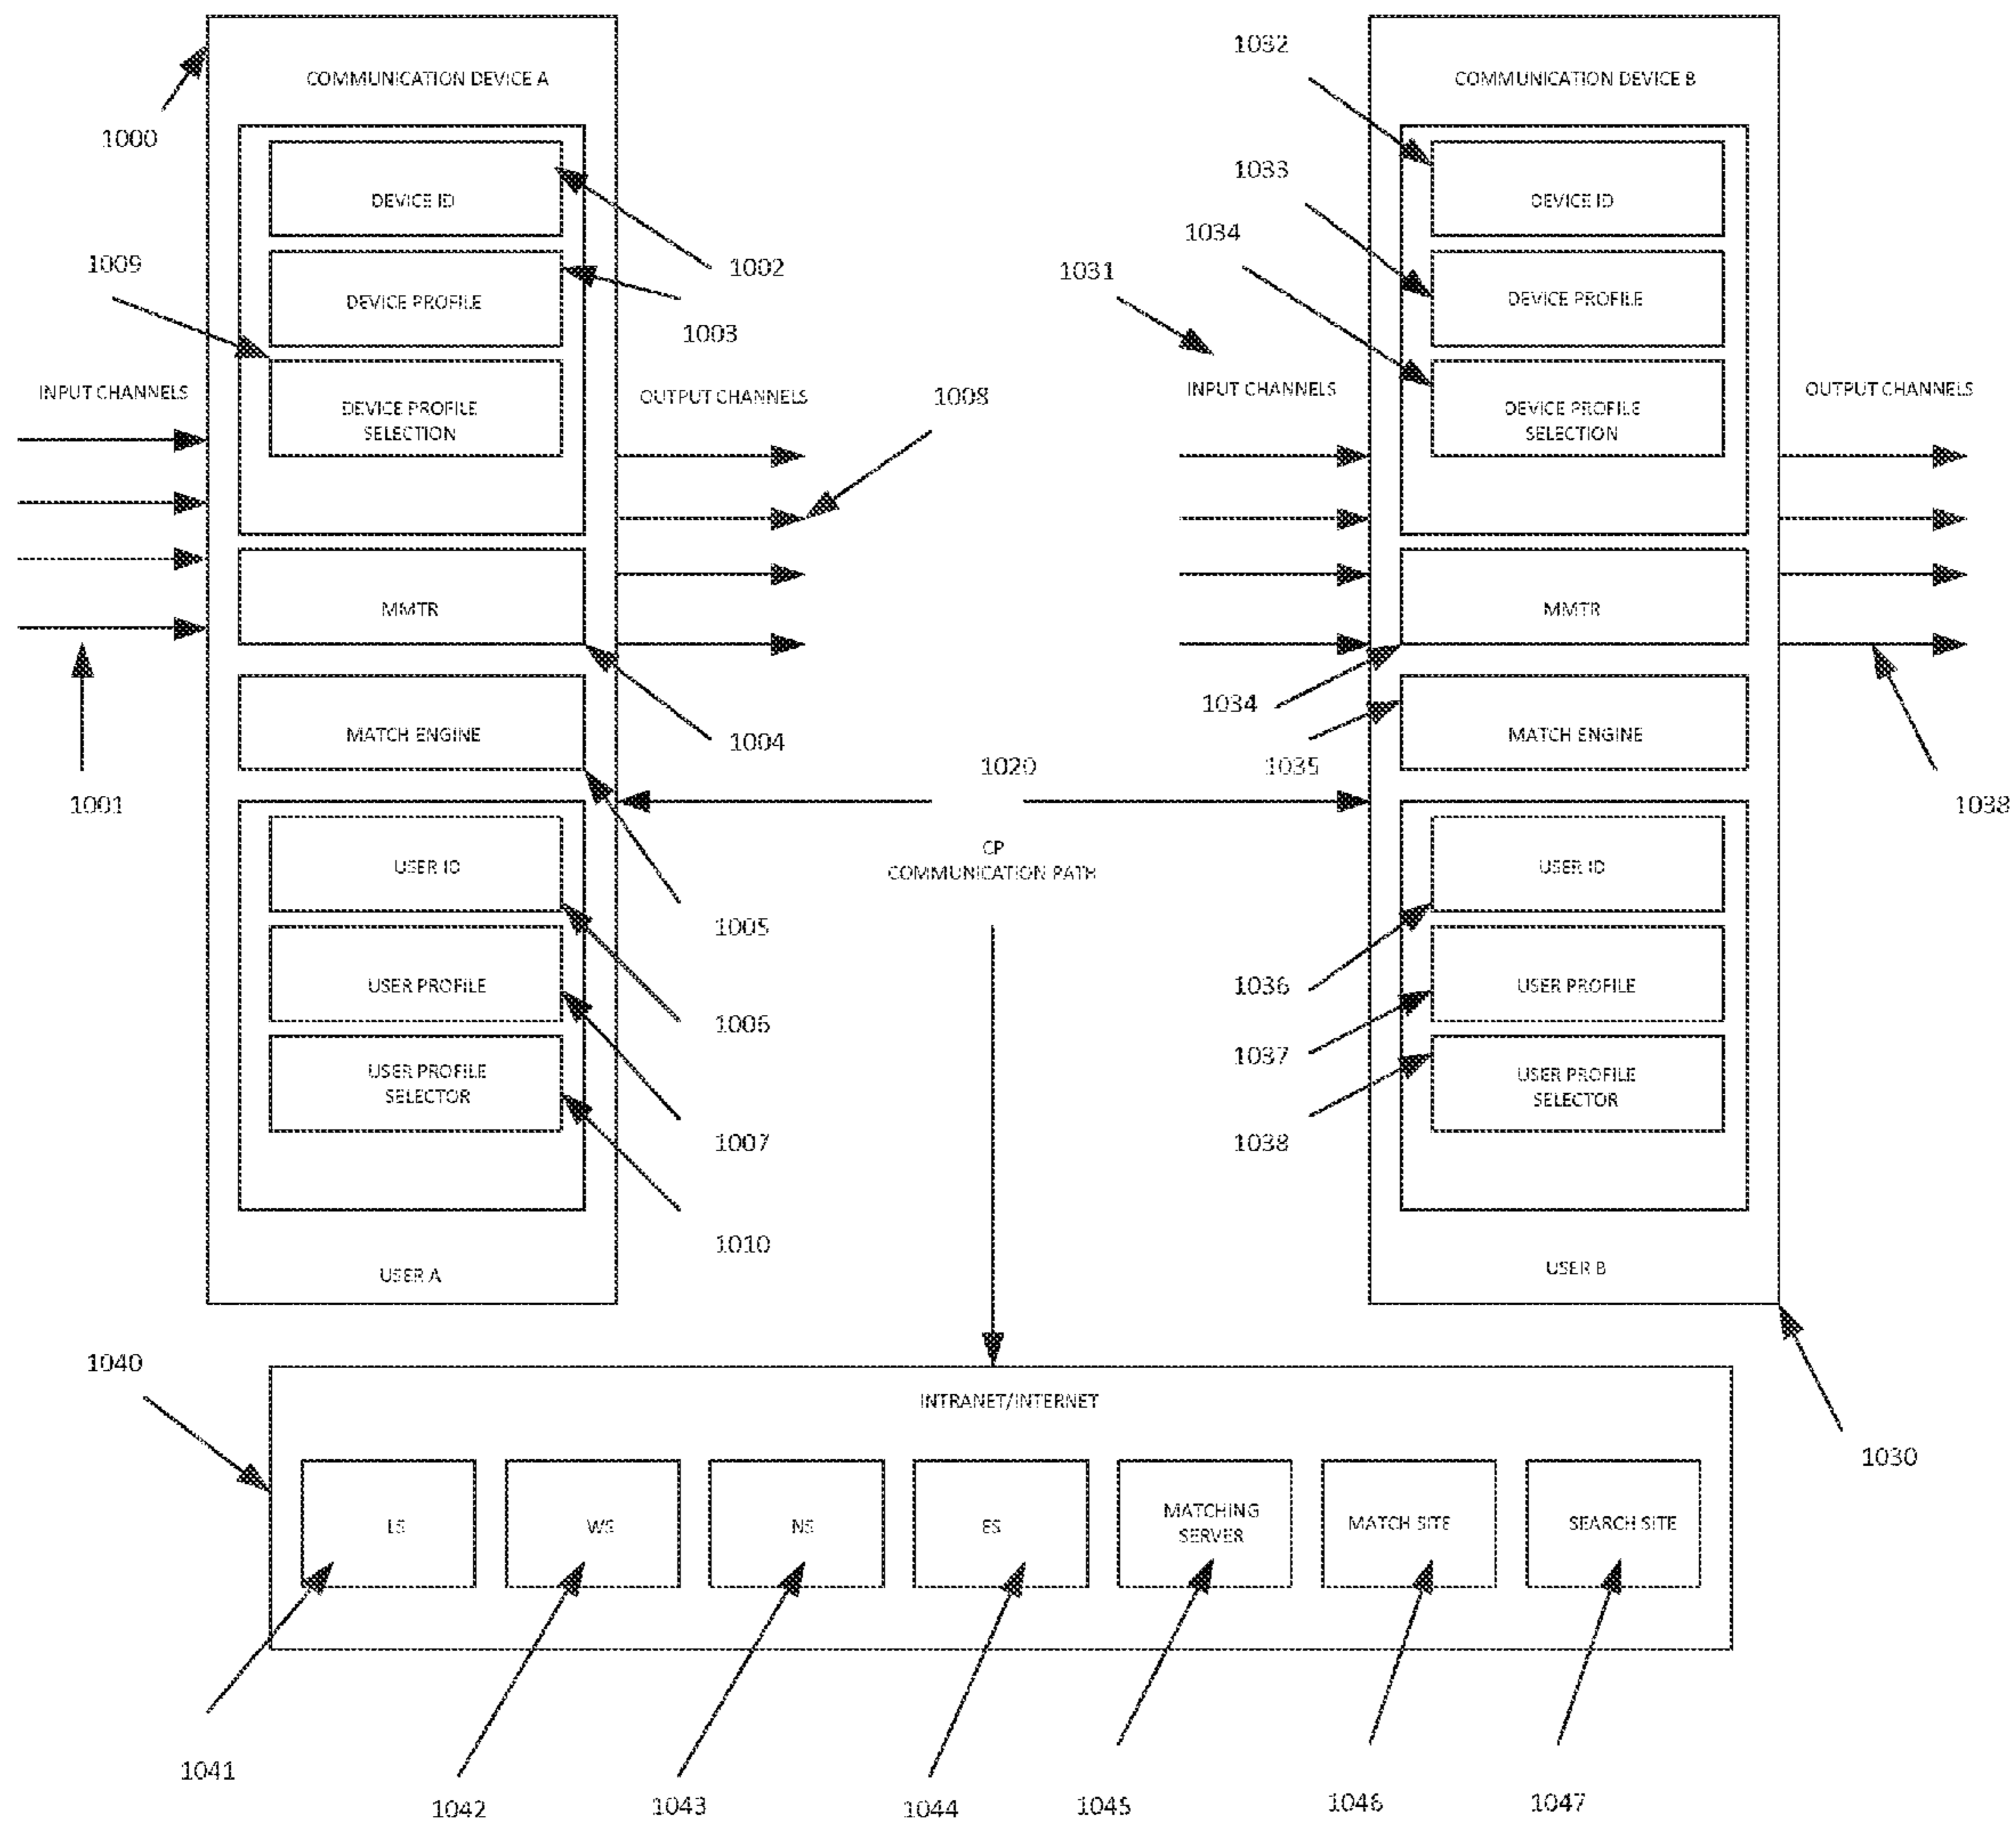 COMMUNICATION DEVICE A
1000
DEVICE ID
1002
DEVICE PROFILE
1003
1009
DEVICE PROFILE
SELECTION
INPUT CHANNELS
OUTPUT CHANNELS
1008
MMTR
1004
MATCH ENGINE
1001
1005
USER ID
1006
USER PROFILE
1007
USER PROFILE
SELECTOR
1010
USER A
1020
CP
COMMUNICATION PATH
1032
COMMUNICATION DEVICE B
1033
DEVICE ID
1034
1031
DEVICE PROFILE
INPUT CHANNELS
DEVICE PROFILE
SELECTION
OUTPUT CHANNELS
MMTR
1034
MATCH ENGINE
1035
1038
USER ID
1036
USER PROFILE
1037
USER PROFILE
SELECTOR
1038
USER B
1030
1040
INTRANET/INTERNET
LS
WS
NS
ES
MATCHING
SERVER
MATCH SITE
SEARCH SITE
1041
1042
1043
1044
1045
1046
1047